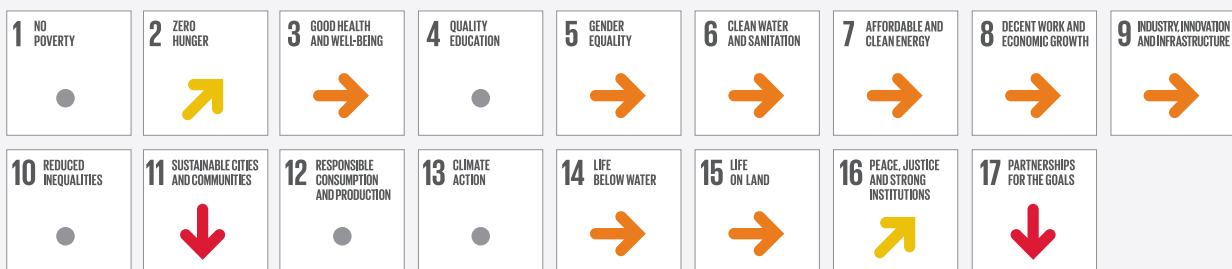 1 NO
POVERTY
2 ZERO
HUNGER
3 GOOD HEALTH
AND WELL-BEING
4 QUALITY
EDUCATION
5 GENDER
EQUALITY
6 CLEAN WATER
AND SANITATION
7 AFFORDABLE AND
CLEAN ENERGY
8 DECENT WORK AND
ECONOMIC GROWTH
9 INDUSTRY, INNOVATION
AND INFRASTRUCTURE
10 REDUCED
INEQUALITIES
11 SUSTAINABLE CITIES
AND COMMUNITIES
12 RESPONSIBLE
CONSUMPTION
AND PRODUCTION
13 CLIMATE
ACTION
14 LIFE
BELOW WATER
15 LIFE
ON LAND
16 PEACE, JUSTICE
AND STRONG
INSTITUTIONS
17 PARTNERSHIPS
FOR THE GOALS